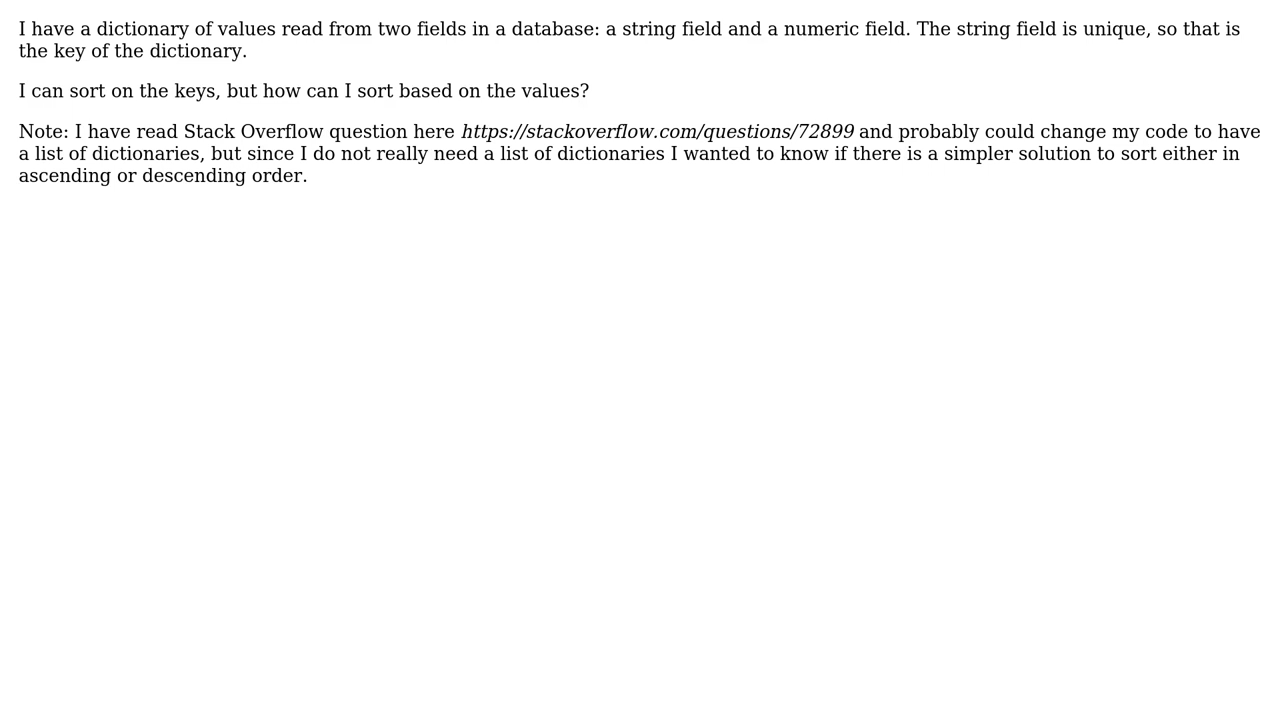 I have a dictionary of values read from two fields in a database: a string field and a numeric field. The string field is unique, so that is
the key of the dictionary.
I can sort on the keys, but how can I sort based on the values?
Note: I have read Stack Overflow question here https://stackoverflow.com/questions/72899 and probably could change my code to have
a list of dictionaries, but since I do not really need a list of dictionaries I wanted to know if there is a simpler solution to sort either in
ascending or descending order.